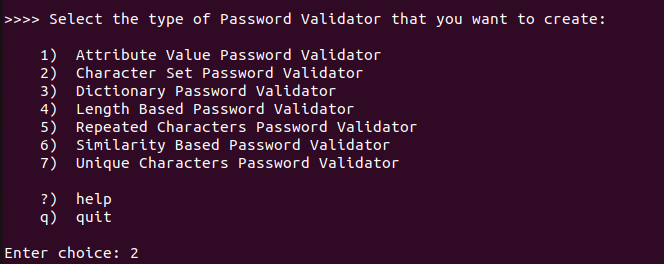 >>>> Select the type of Password Validator that you want to create:
1) Attribute Value Password Validator
2) Character Set Password Validator
3) Dictionary Password Validator
4) Length Based Password Validator
5) Repeated Characters Password Validator
6) Similarity Based Password Validator
7) Unique Characters Password Validator
?) help
q) quit
Enter choice: 2